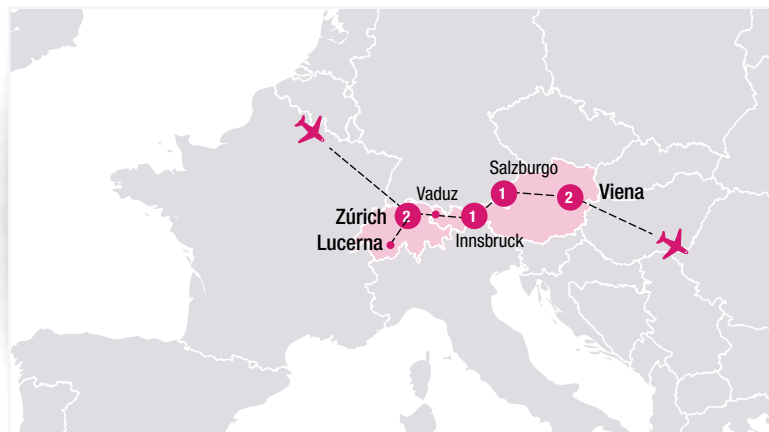 Salzburgo
1
Viena
2
Vaduz
Zúrich
2
1
Lucerna
Innsbruck